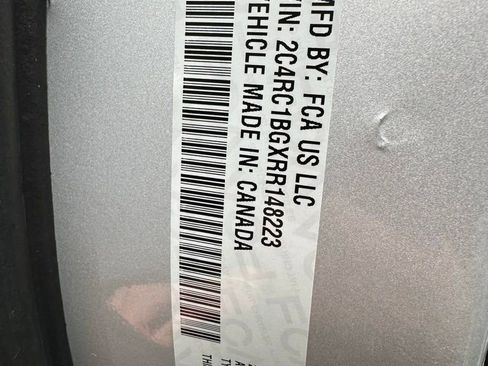 MFD BY: FCA US LLC
VIN: 2C4RC1BGXRR148223
VEHICLE MADE IN: CANADA